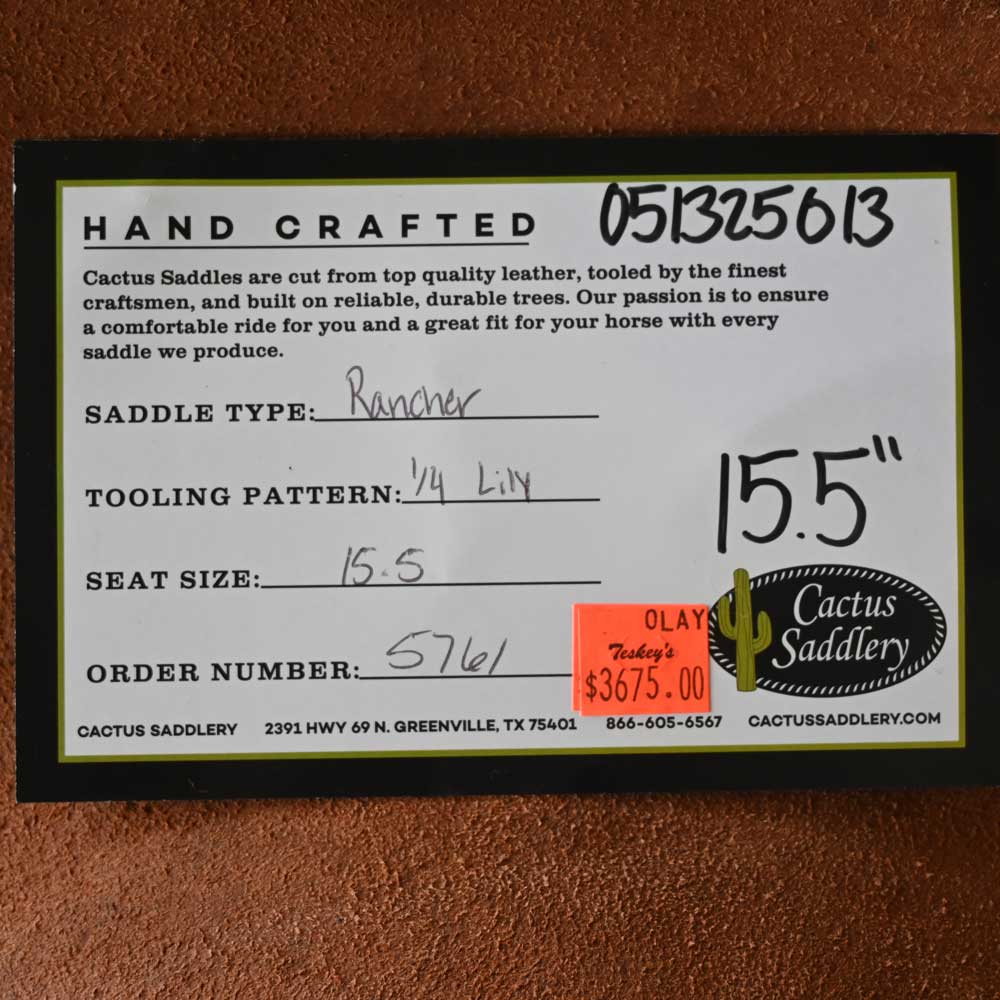 HAND CRAFTED
051325613
Cactus Saddles are cut from top quality leather, tooled by the finest
craftsmen, and built on reliable, durable trees. Our passion is to ensure
a comfortable ride for you and a great fit for your horse with every
saddle we produce.
SADDLE TYPE: Rancher
TOOLING PATTERN: 1/4 Lily
15.5"
SEAT SIZE: 15.5
ORDER NUMBER: 5761
OLAY
Teskey's
$3675.00
Cactus
Saddlery
CACTUS SADDLERY 2391 HWY 69 N. GREENVILLE, TX 75401 866-605-6567 CACTUSSADDLERY.COM